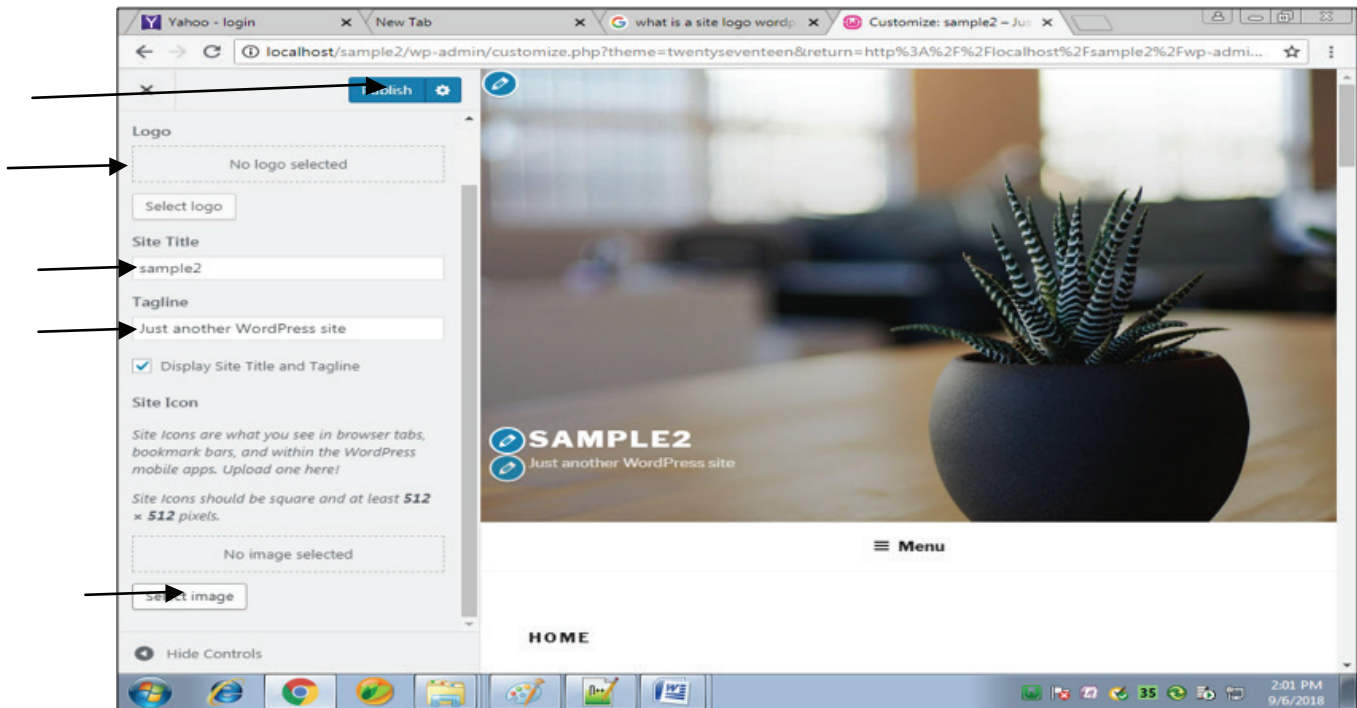 Yahoo - login
New Tab
what is a site logo wordp
Customize: sample2 – Jus
localhost/sample2/wp-admin/customize.php?theme=twentyseventeen&return=http%3A%2F%2Flocalhost%2Fsample2%2Fwp-admi...
Publish
Logo
No logo selected
Select logo
Site Title
sample2
Tagline
Just another WordPress site
Display Site Title and Tagline
Site Icon
Site Icons are what you see in browser tabs,
bookmark bars, and within the WordPress
mobile apps. Upload one here!
Site Icons should be square and at least 512
× 512 pixels.
No image selected
Select image
Hide Controls
SAMPLE2
Just another WordPress site
Menu
HOME
35
2:01 PM
9/6/2018